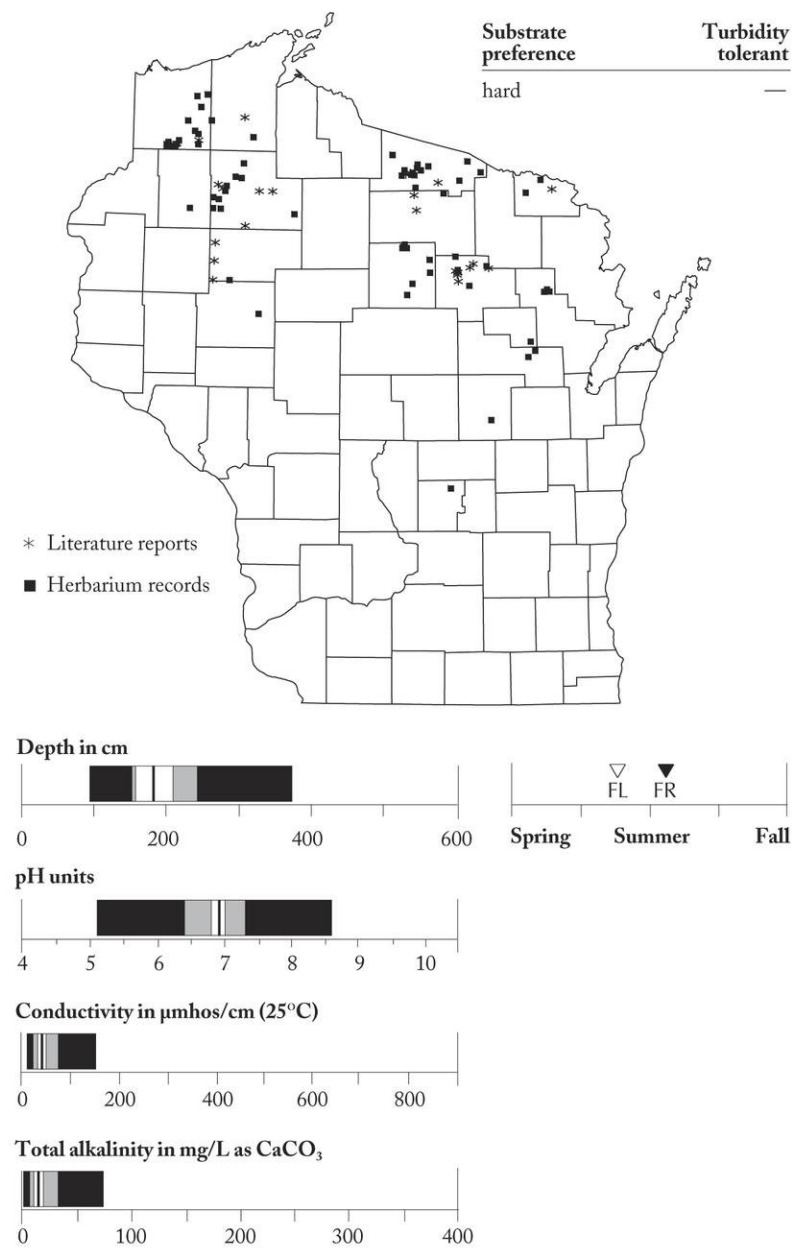 Substrate preference
Turbidity tolerant
hard
—
* Literature reports
■ Herbarium records
Depth in cm
0 200 400 600
FL FR
Spring Summer Fall
pH units
4 5 6 7 8 9 10
Conductivity in µmhos/cm (25°C)
0 200 400 600 800
Total alkalinity in mg/L as CaCO₃
0 100 200 300 400